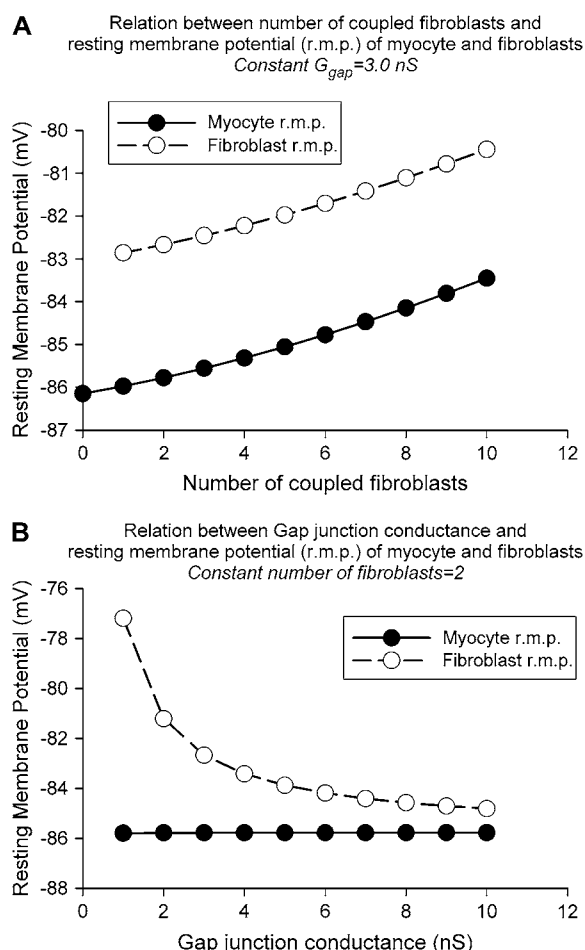 A
Relation between number of coupled fibroblasts and
resting membrane potential (r.m.p.) of myocyte and fibroblasts
Constant Ggap=3.0 nS
Myocyte r.m.p.
Fibroblast r.m.p.
Resting Membrane Potential (mV)
-80
-81
-82
-83
-84
-85
-86
-87
0 2 4 6 8 10 12
Number of coupled fibroblasts
B
Relation between Gap junction conductance and
resting membrane potential (r.m.p.) of myocyte and fibroblasts
Constant number of fibroblasts=2
Myocyte r.m.p.
Fibroblast r.m.p.
Resting Membrane Potential (mV)
-76
-78
-80
-82
-84
-86
-88
0 2 4 6 8 10 12
Gap junction conductance (nS)